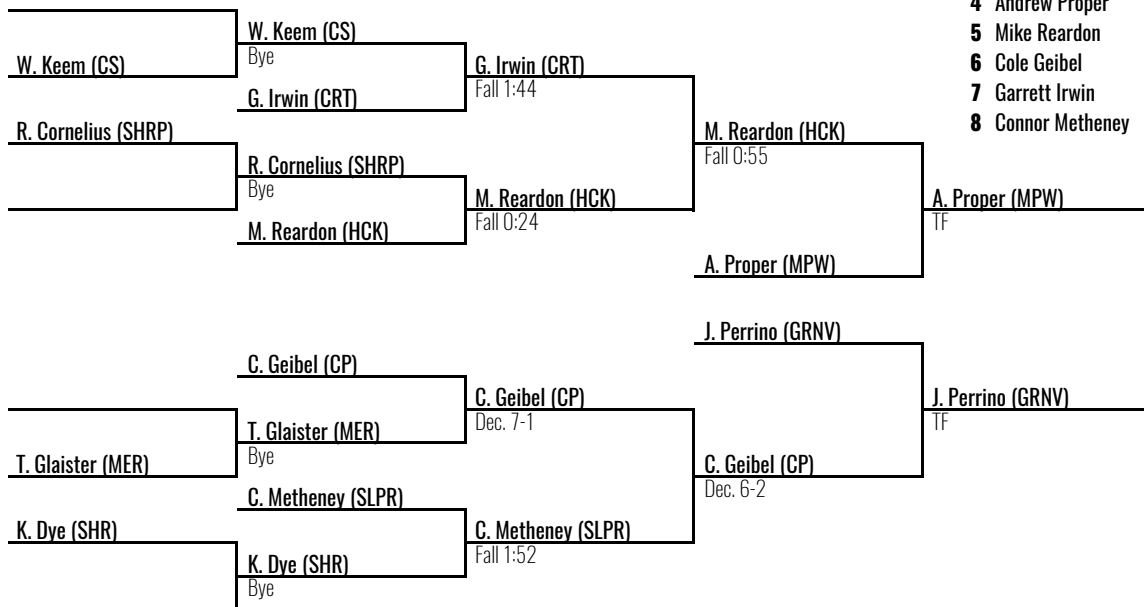 4 Andrew Proper
5 Mike Reardon
6 Cole Geibel
7 Garrett Irwin
8 Connor Metheney
W. Keem (CS)
W. Keem (CS)
Bye
G. Irwin (CRT)
G. Irwin (CRT)
Fall 1:44
R. Cornelius (SHRP)
R. Cornelius (SHRP)
Bye
M. Reardon (HCK)
M. Reardon (HCK)
Fall 0:24
M. Reardon (HCK)
Fall 0:55
A. Proper (MPW)
A. Proper (MPW)
TF
J. Perrino (GRNV)
J. Perrino (GRNV)
TF
C. Geibel (CP)
C. Geibel (CP)
Dec. 7-1
T. Glaister (MER)
T. Glaister (MER)
Bye
C. Geibel (CP)
Dec. 6-2
C. Metheney (SLPR)
C. Metheney (SLPR)
Fall 1:52
K. Dye (SHR)
K. Dye (SHR)
Bye